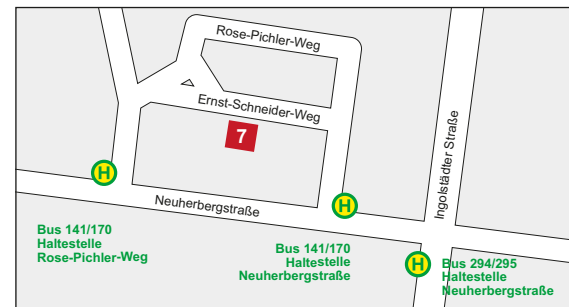 Rose-Pichler-Weg
Ernst-Schneider-Weg
7
Ingolstädter Straße
H
Neuherbergstraße
H
Bus 141/170
Haltestelle
Rose-Pichler-Weg
Bus 141/170
Haltestelle
Neuherbergstraße
H
Bus 294/295
Haltestelle
Neuherbergstraße